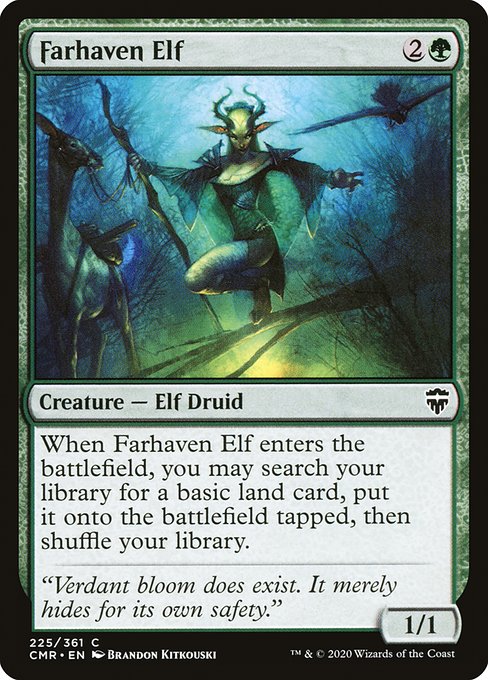 Farhaven Elf 2
Creature — Elf Druid
When Farhaven Elf enters the
battlefield, you may search your
library for a basic land card, put
it onto the battlefield tapped, then
shuffle your library.
“Verdant bloom does exist. It merely
hides for its own safety.”
1/1
225/361 C
CMR • EN Brandon Kitkouski
™ & © 2020 Wizards of the Coast